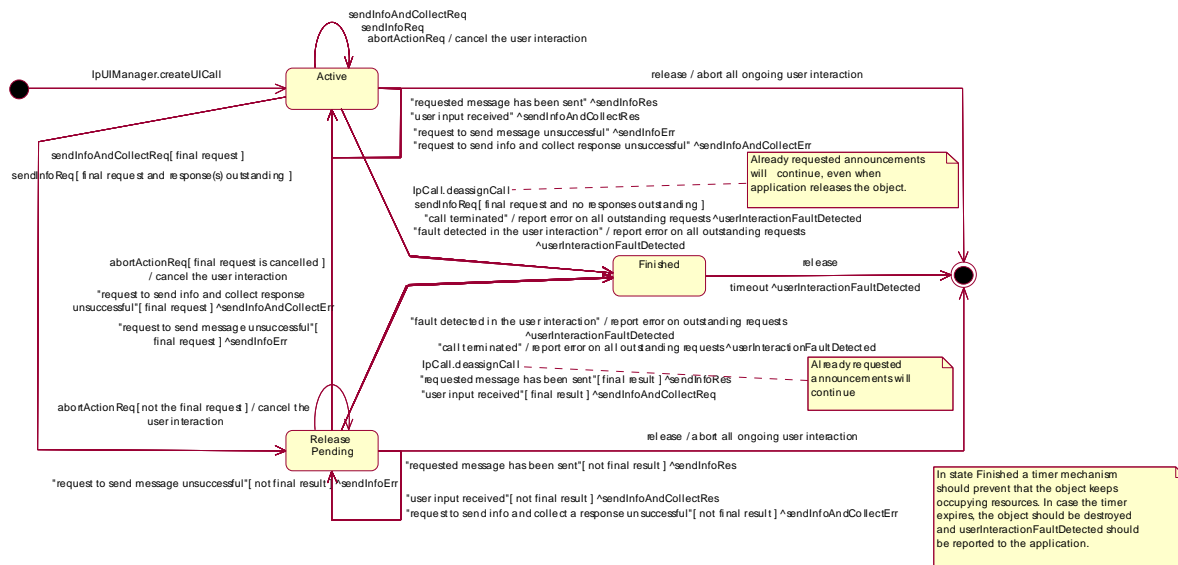 sendInfoAndCollectReq
sendInfoReq
abortActionReq / cancel the user interaction
IpUIManager.createUICall
Active
release / abort all ongoing user interaction
"requested message has been sent" ^sendInfoRes
"user input received" ^sendInfoAndCollectRes
"request to send message unsuccessful" ^sendInfoErr
"request to send info and collect response unsuccessful" ^sendInfoAndCollectErr
sendInfoAndCollectReq[ final request ]
sendInfoReq[ final request and response(s) outstanding ]
Already requested announcements
will continue, even when
application releases the object.
IpCall.deassignCall
sendInfoReq[ final request and no responses outstanding ]
"call terminated" / report error on all outstanding requests ^userInteractionFaultDetected
"fault detected in the user interaction" / report error on all outstanding requests
^userInteractionFaultDetected
abortActionReq[ final request is cancelled ]
/ cancel the user interaction
"request to send info and collect response
unsuccessful"[ final request ] ^sendInfoAndCollectErr
"request to send message unsuccessful"[
final request ] ^sendInfoErr
Finished
release
timeout ^userInteractionFaultDetected
"fault detected in the user interaction" / report error on outstanding requests
^userInteractionFaultDetected
"call terminated" / report error on all outstanding requests ^userInteractionFaultDetected
IpCall.deassignCall
"requested message has been sent"[ final result ] ^sendInfoRes
"user input received"[ final result ] ^sendInfoAndCollectReq
Already requested
announcements will
continue
abortActionReq[ not the final request ] / cancel the
user interaction
Release
Pending
release / abort all ongoing user interaction
"requested message has been sent"[ not final result ] ^sendInfoRes
"request to send message unsuccessful"[ not final result ] ^sendInfoErr
"user input received"[ not final result ] ^sendInfoAndCollectRes
"request to send info and collect a response unsuccessful"[ not final result ] ^sendInfoAndCollectErr
In state Finished a timer mechanism
should prevent that the object keeps
occupying resources. In case the timer
expires, the object should be destroyed
and userInteractionFaultDetected should
be reported to the application.